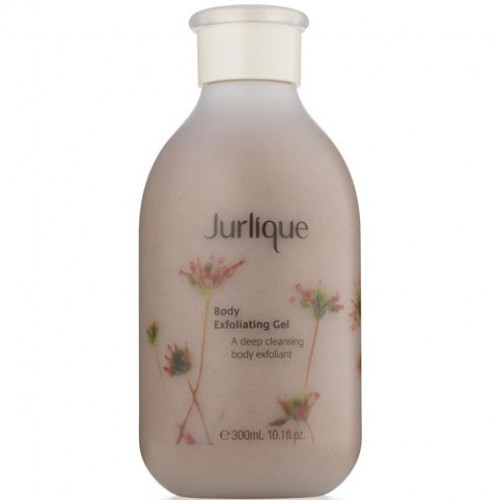 Jurlique
Body
Exfoliating Gel
A deep cleansing
body exfoliant
℮300mL 10.1fl.oz.